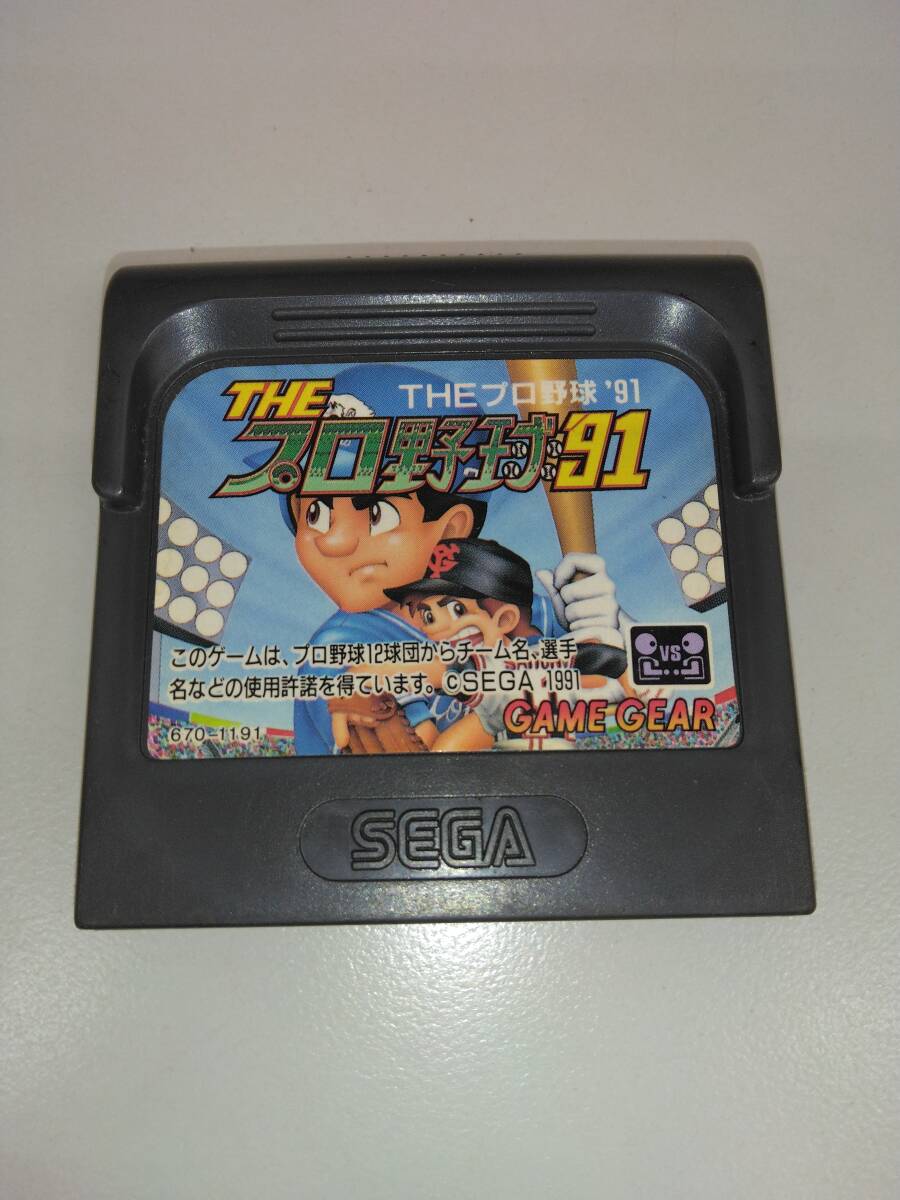 THEプロ野球 '91
THE
プロ野球'91
YG
VS
このゲームは、プロ野球12球団からチーム名、選手
名などの使用許諾を得ています。©SEGA 1991
GAME GEAR
670-1191
SEGA